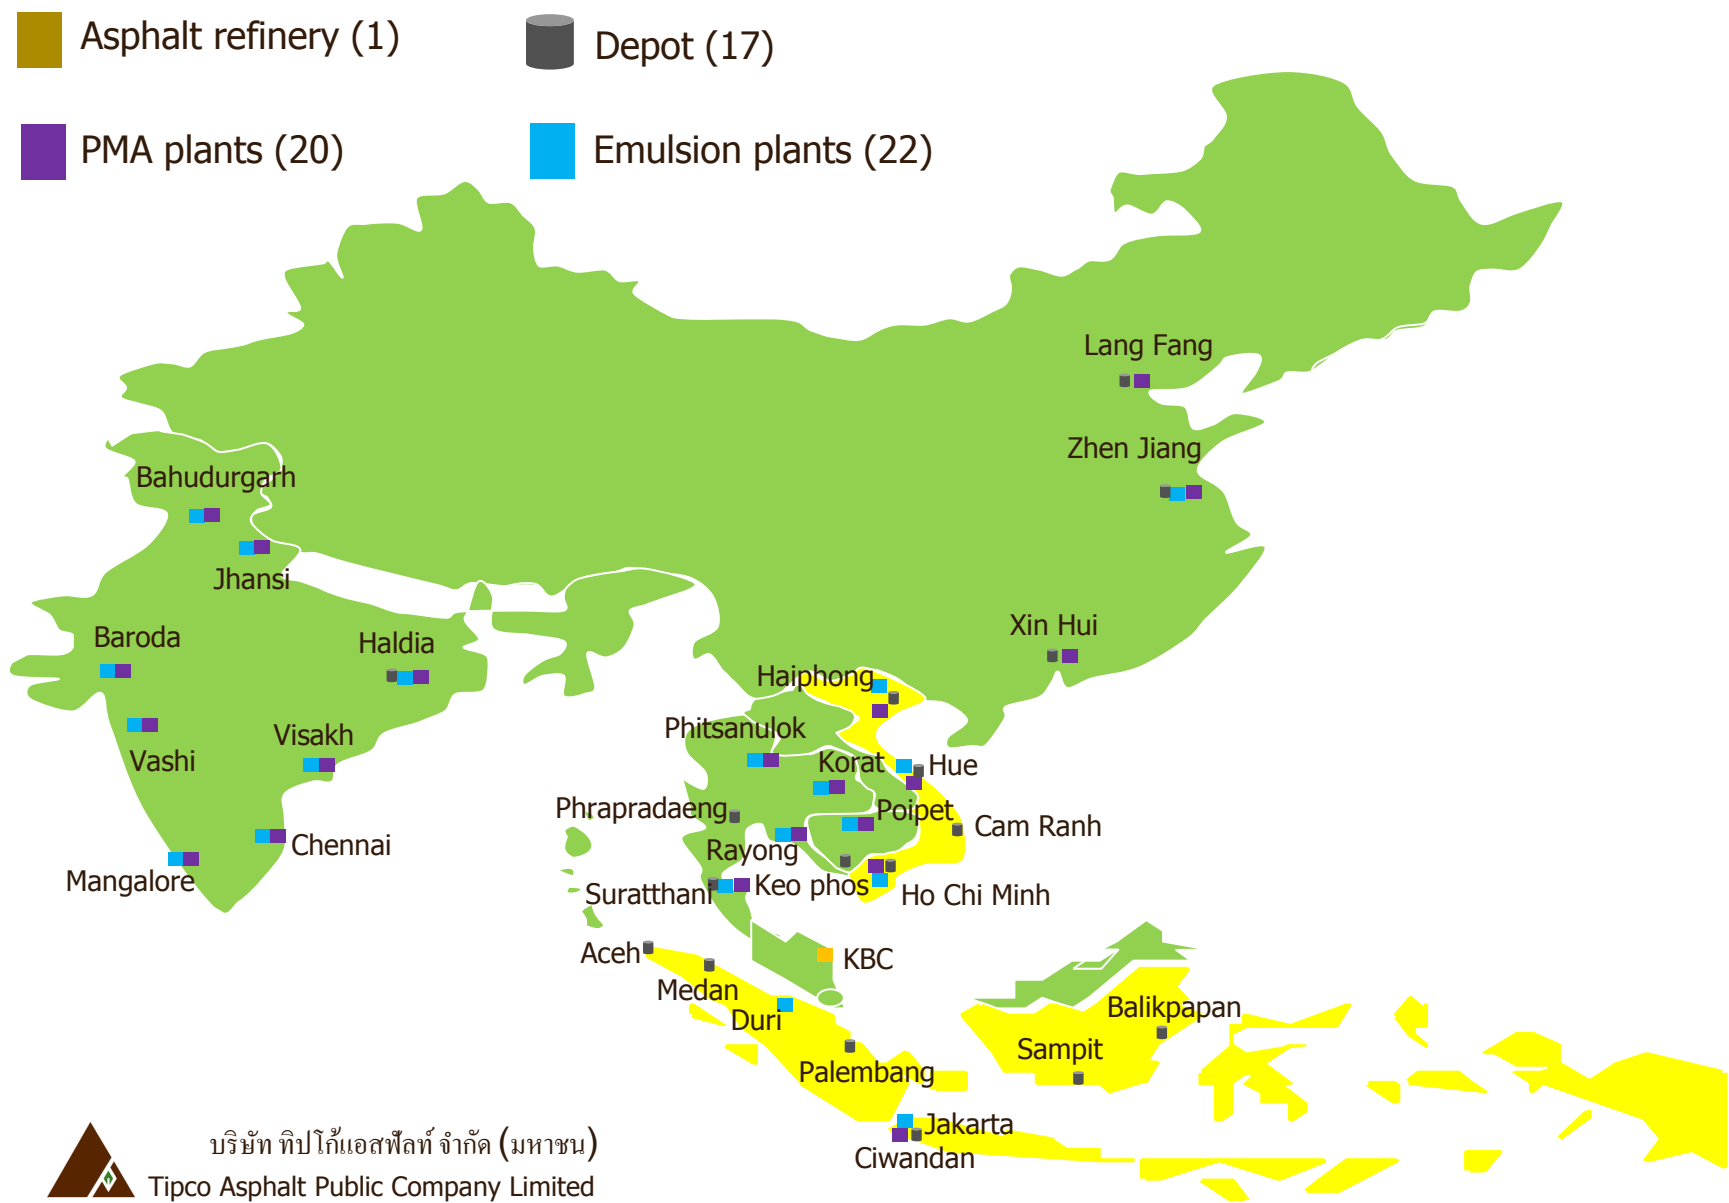 Asphalt refinery (1)
Depot (17)
PMA plants (20)
Emulsion plants (22)
Lang Fang
Zhen Jiang
Bahudurgarh
Jhansi
Xin Hui
Baroda
Haldia
Haiphong
Phitsanulok
Visakh
Vashi
Korat
Hue
Phrapradaeng
Poipet
Cam Ranh
Chennai
Rayong
Mangalore
Suratthani
Keo phos
Ho Chi Minh
Aceh
KBC
Medan
Duri
Balikpapan
Sampit
Palembang
Jakarta
Ciwandan
บริษัท ทิปโก้แอสฟัลท์ จำกัด (มหาชน)
Tipco Asphalt Public Company Limited